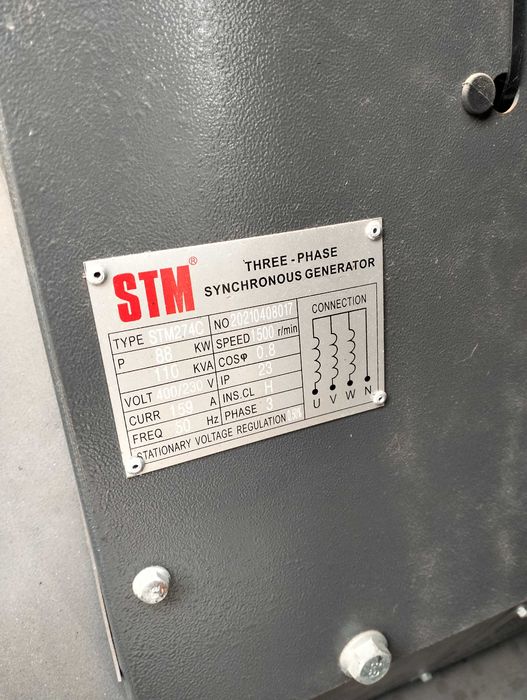 STM®
THREE - PHASE
SYNCHRONOUS GENERATOR
TYPE STM274C NO 20210408017
P 88 KW SPEED 1500 r/min
110 KVA COSφ 0.8
VOLT 400/230 V IP 23
CURR 159 A INS.CL H
FREQ 50 Hz PHASE 3
STATIONARY VOLTAGE REGULATION
CONNECTION
U V W N